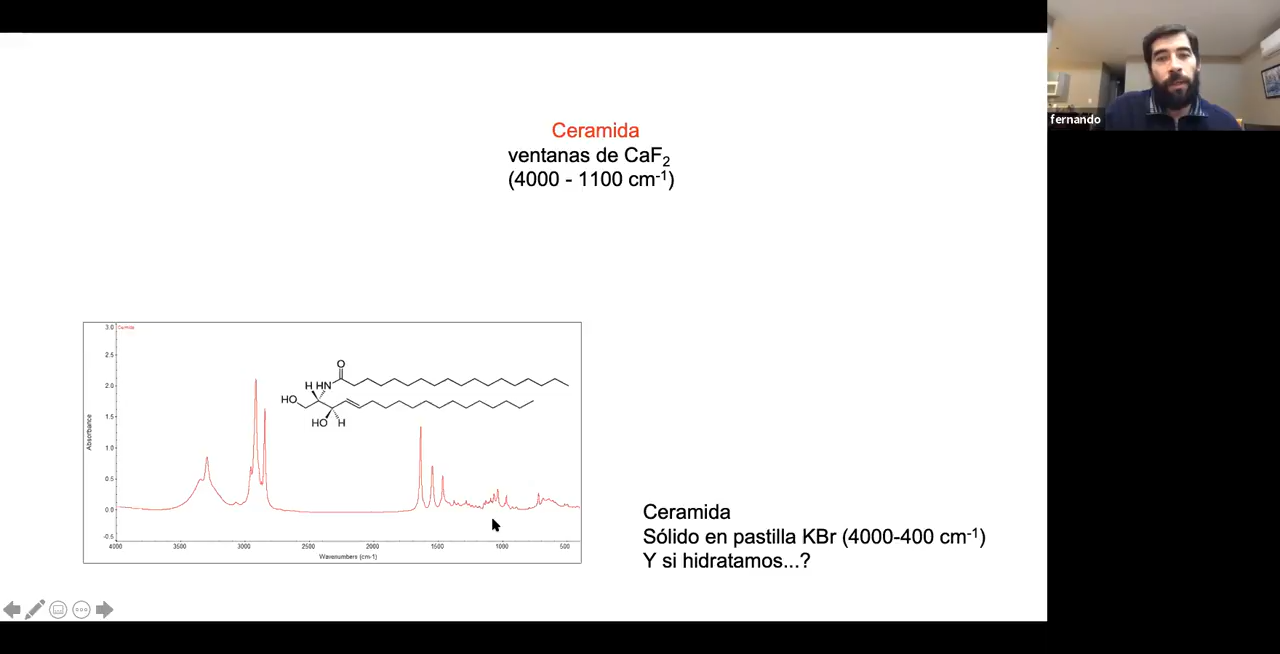 fernando
Ceramida
ventanas de CaF₂
(4000 - 1100 cm⁻¹)
3.0
2.5
2.0
1.5
1.0
0.5
0.0
-0.5
Absorbance
4000
3500
3000
2500
2000
1500
1000
500
Wavenumbers (cm-1)
O
H HN
HO
HO H
Ceramida
Sólido en pastilla KBr (4000-400 cm⁻¹)
Y si hidratamos...?